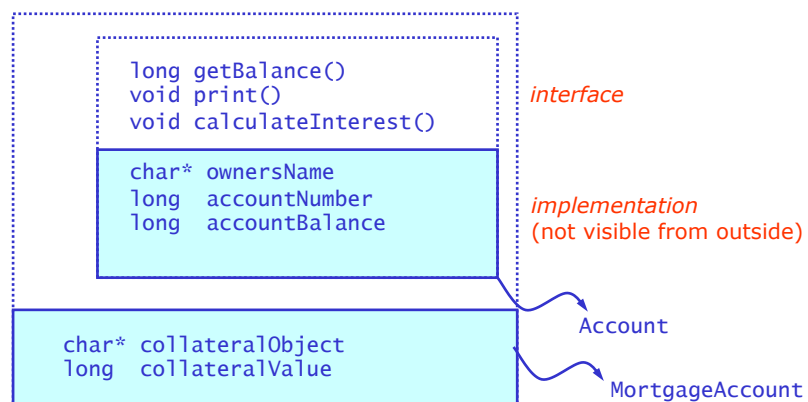 long getBalance()
void print()
void calculateInterest()
interface
char* ownersName
long accountNumber
long accountBalance
implementation
(not visible from outside)
Account
char* collateralObject
long collateralValue
MortgageAccount